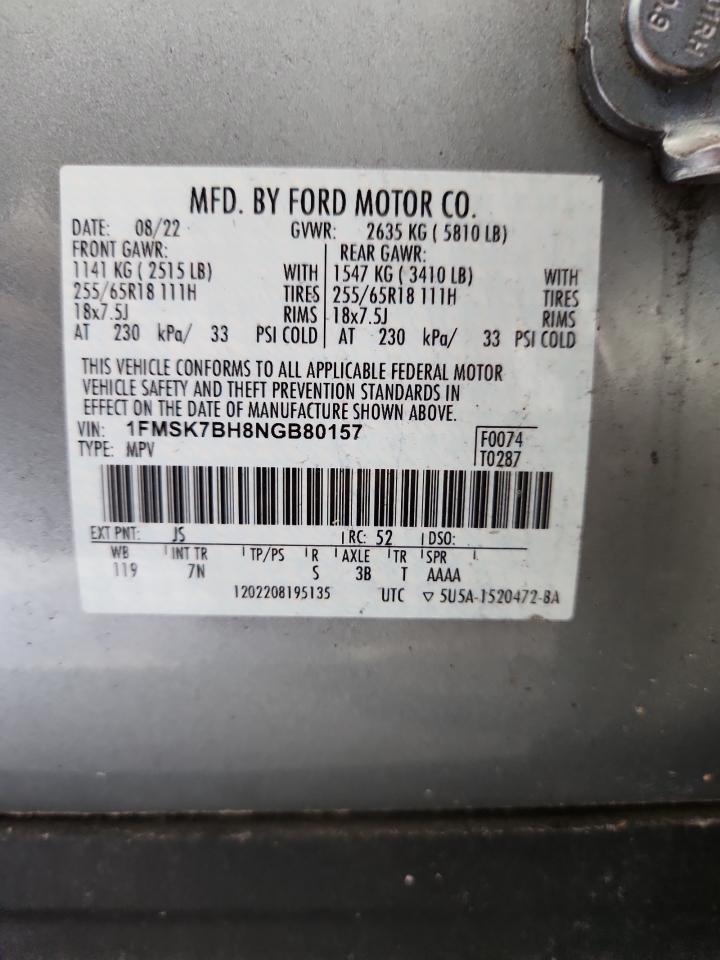 MFD. BY FORD MOTOR CO.
DATE: 08/22 GVWR: 2635 KG ( 5810 LB)
FRONT GAWR: REAR GAWR:
1141 KG ( 2515 LB) WITH 1547 KG ( 3410 LB) WITH
255/65R18 111H TIRES 255/65R18 111H TIRES
18x7.5J RIMS 18x7.5J RIMS
AT 230 kPa/ 33 PSI COLD AT 230 kPa/ 33 PSI COLD
THIS VEHICLE CONFORMS TO ALL APPLICABLE FEDERAL MOTOR
VEHICLE SAFETY AND THEFT PREVENTION STANDARDS IN
EFFECT ON THE DATE OF MANUFACTURE SHOWN ABOVE.
VIN: 1FMSK7BH8NGB80157
TYPE: MPV
F0074
T0287
EXT PNT: JS RC: 52 DSO:
WB INT TR TP/PS R AXLE TR SPR
119 7N S 3B T AAAA
1202208195135 UTC ▽ 5U5A-1520472-BA